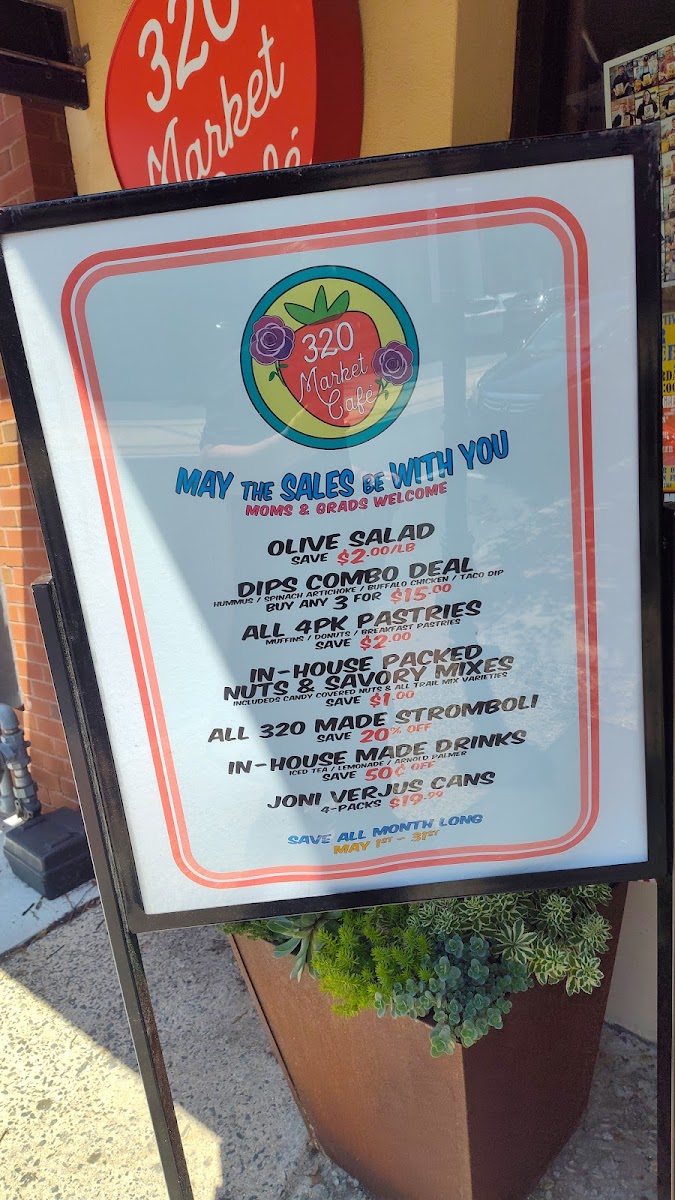 320
Market
Café
320
Market
Cafe
MAY THE SALES BE WITH YOU
MOMS & GRADS WELCOME
OLIVE SALAD
SAVE $2.00/LB
DIPS COMBO DEAL
HUMMUS / SPINACH ARTICHOKE / BUFFALO CHICKEN / TACO DIP
BUY ANY 3 FOR $15.00
ALL 4PK PASTRIES
MUFFINS / DONUTS / BREAKFAST PASTRIES
SAVE $2.00
IN-HOUSE PACKED
NUTS & SAVORY MIXES
INCLUDEDS CANDY COVERED NUTS & ALL TRAIL MIX VARIETIES
SAVE $1.00
ALL 320 MADE STROMBOLI
SAVE 20% OFF
IN-HOUSE MADE DRINKS
ICED TEA / LEMONADE / ARNOLD PALMER
SAVE 50¢ OFF
JONI VERJUS CANS
4-PACKS $19.99
SAVE ALL MONTH LONG
MAY 1ST - 31ST